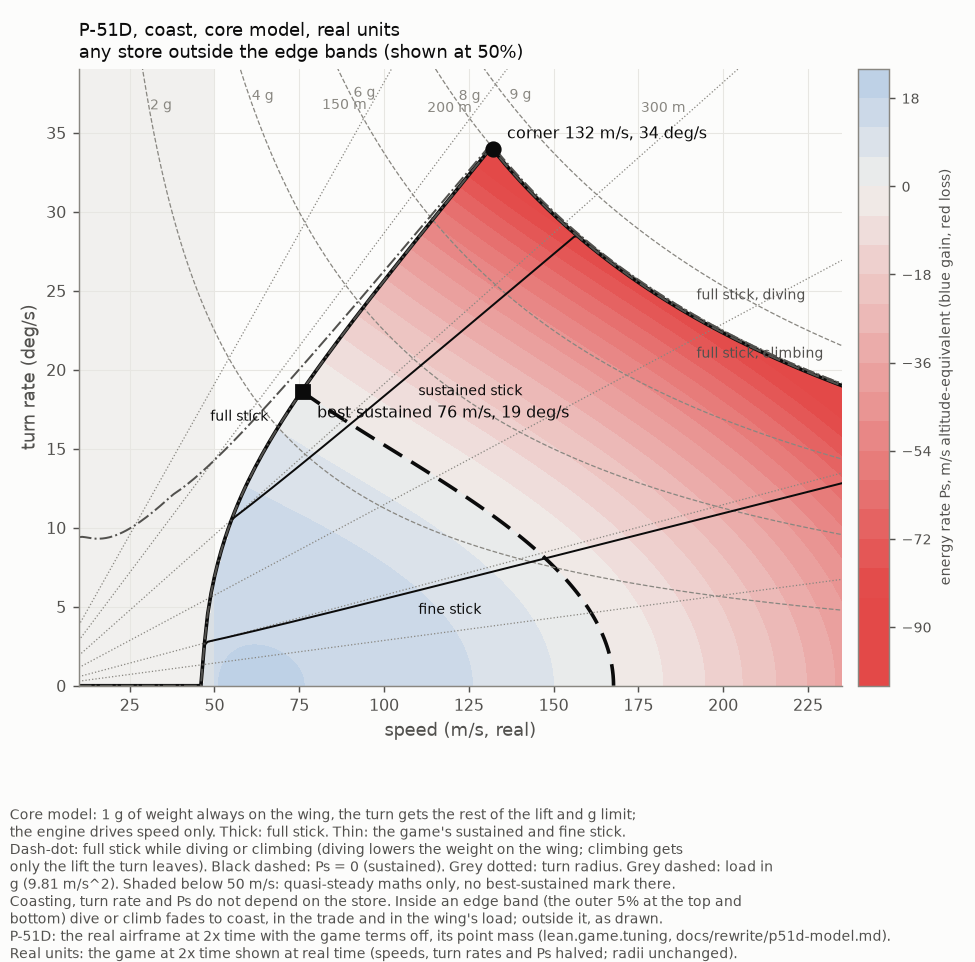 P-51D, coast, core model, real units
any store outside the edge bands (shown at 50%)
2 g
4 g
6 g
8 g
9 g
150 m
200 m
300 m
corner 132 m/s, 34 deg/s
full stick, diving
full stick, climbing
sustained stick
best sustained 76 m/s, 19 deg/s
full stick
fine stick
35
30
25
20
15
10
5
0
turn rate (deg/s)
25
50
75
100
125
150
175
200
225
speed (m/s, real)
18
0
−18
−36
−54
−72
−90
energy rate Ps, m/s altitude-equivalent (blue gain, red loss)
Core model: 1 g of weight always on the wing, the turn gets the rest of the lift and g limit;
the engine drives speed only. Thick: full stick. Thin: the game's sustained and fine stick.
Dash-dot: full stick while diving or climbing (diving lowers the weight on the wing; climbing gets
only the lift the turn leaves). Black dashed: Ps = 0 (sustained). Grey dotted: turn radius. Grey dashed: load in
g (9.81 m/s^2). Shaded below 50 m/s: quasi-steady maths only, no best-sustained mark there.
Coasting, turn rate and Ps do not depend on the store. Inside an edge band (the outer 5% at the top and
bottom) dive or climb fades to coast, in the trade and in the wing's load; outside it, as drawn.
P-51D: the real airframe at 2x time with the game terms off, its point mass (lean.game.tuning, docs/rewrite/p51d-model.md).
Real units: the game at 2x time shown at real time (speeds, turn rates and Ps halved; radii unchanged).